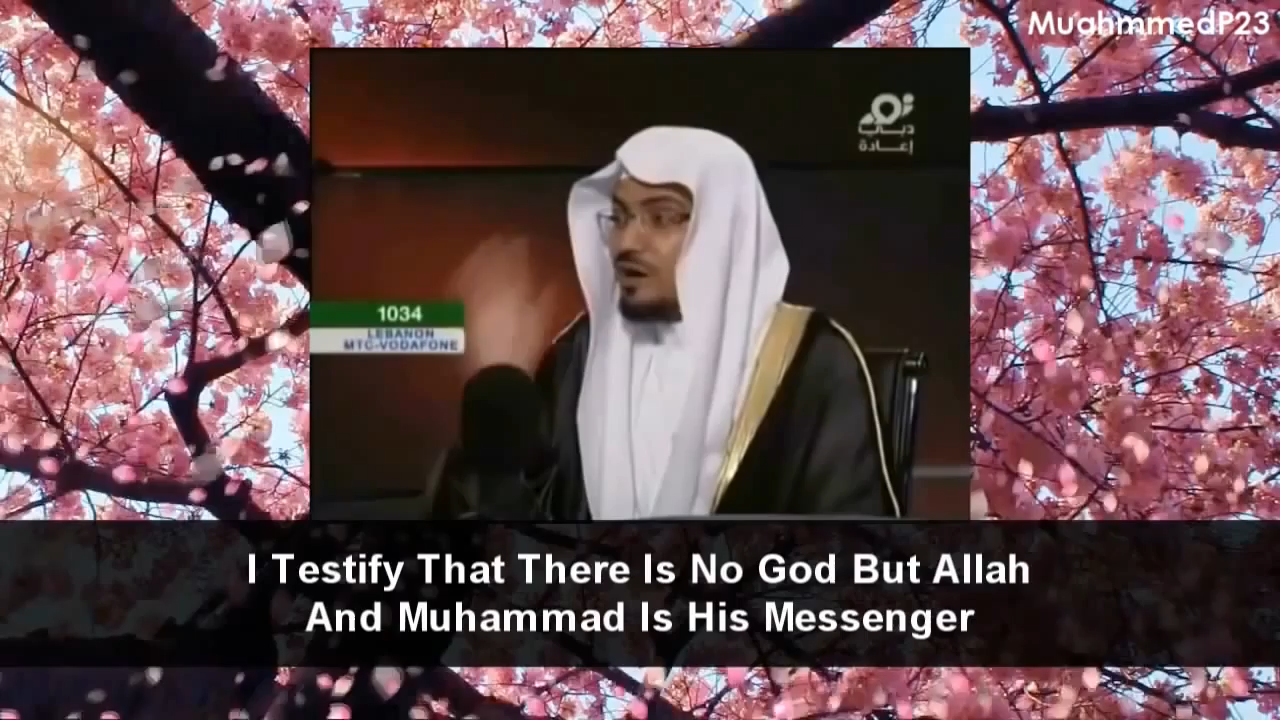 MuahmmedP23
دبي
إعادة
1034
LEBANON
MTC-VODAFONE
I Testify That There Is No God But Allah
And Muhammad Is His Messenger